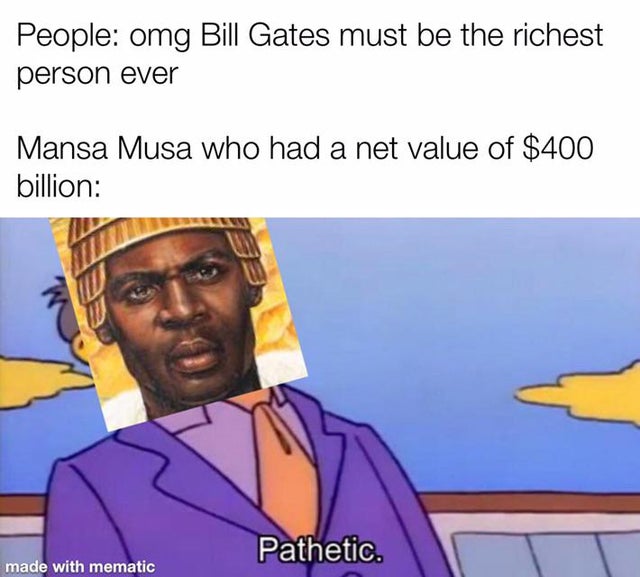 People: omg Bill Gates must be the richest
person ever
Mansa Musa who had a net value of $400
billion:
Pathetic.
made with mematic